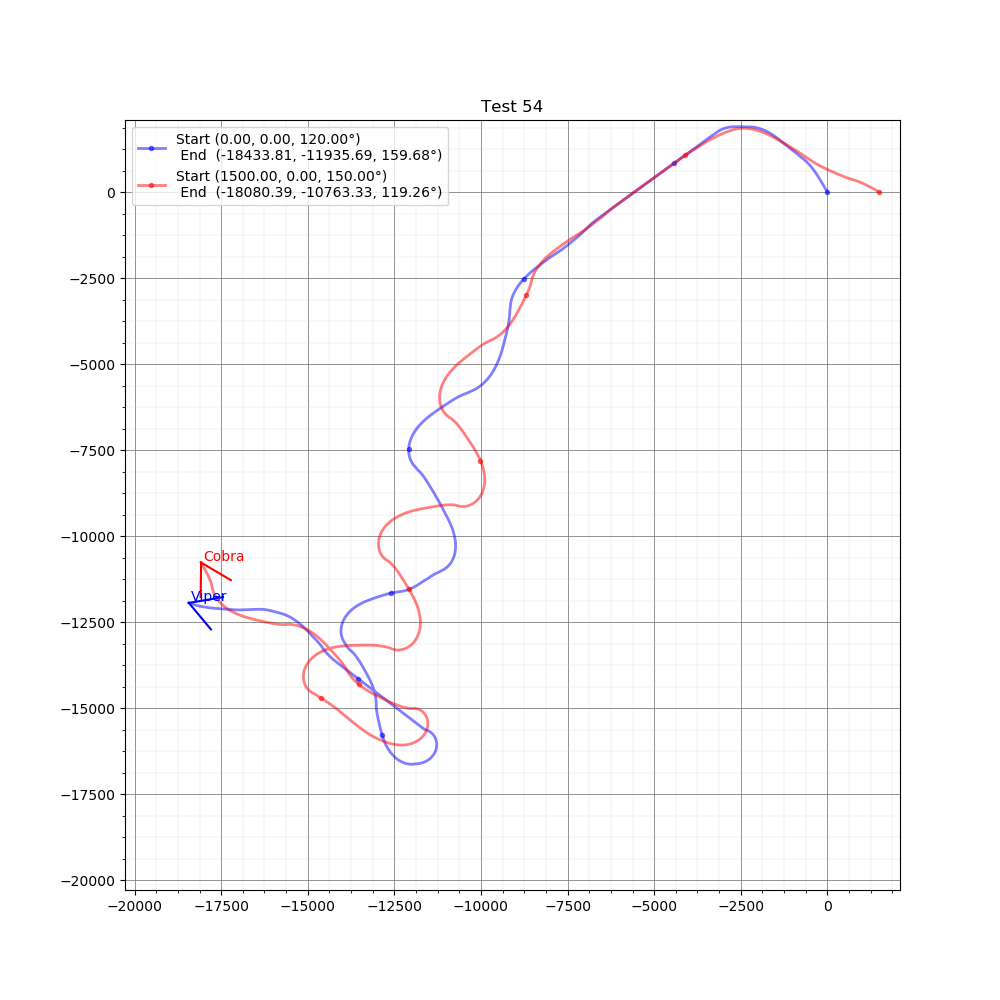 Test 54
Start (0.00, 0.00, 120.00°)
End (-18433.81, -11935.69, 159.68°)
Start (1500.00, 0.00, 150.00°)
End (-18080.39, -10763.33, 119.26°)
0
−2500
−5000
−7500
−10000
−12500
−15000
−17500
−20000
Cobra
Viper
−20000 −17500 −15000 −12500 −10000 −7500 −5000 −2500 0